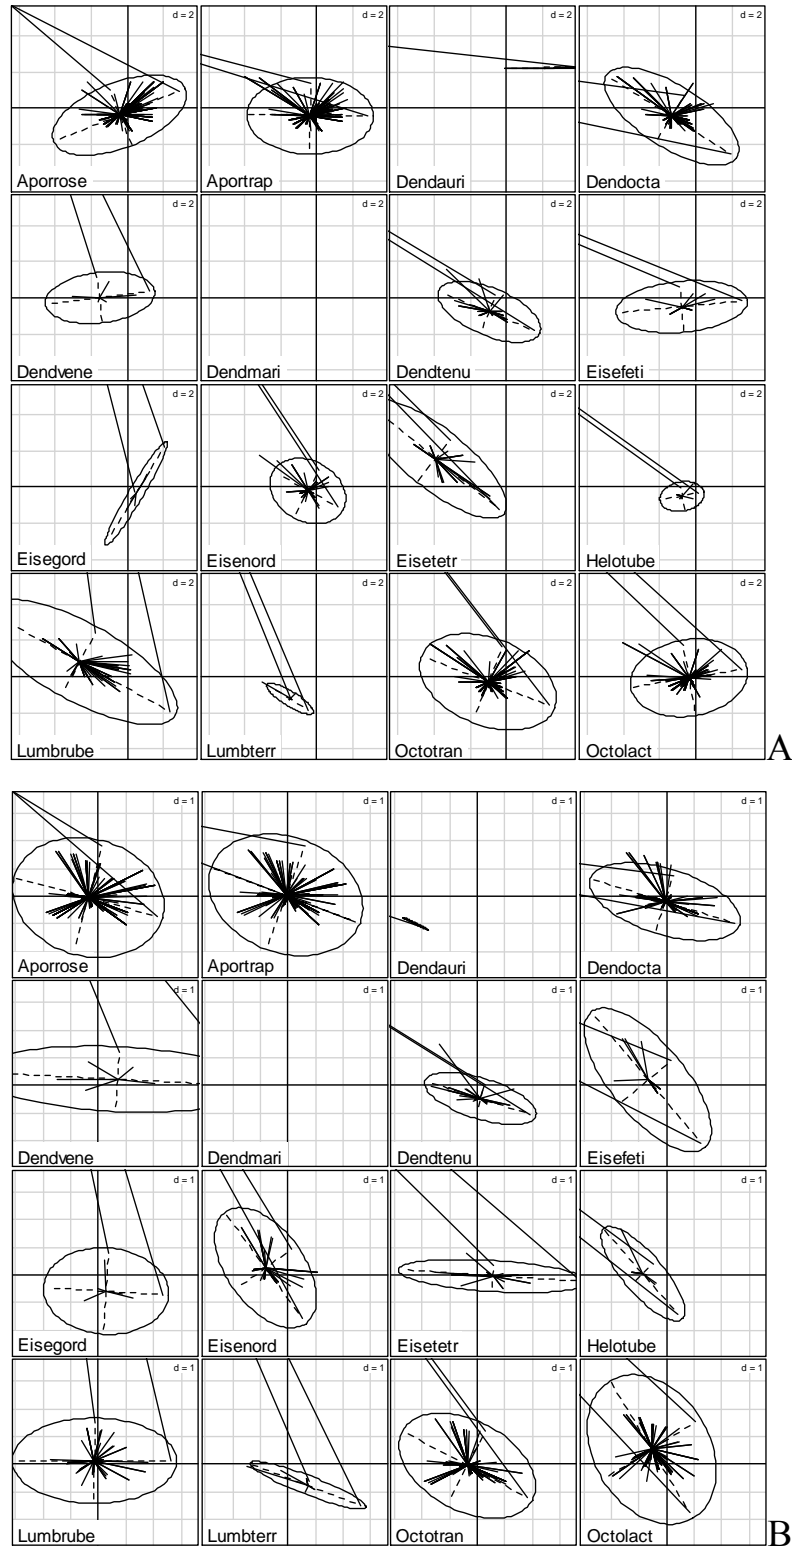 d = 2 d = 2 d = 2 d = 2
Aporrose Aportrap Dendauri Dendocta
d = 2 d = 2 d = 2 d = 2
Dendvene Dendmari Dendtenu Eisefeti
d = 2 d = 2 d = 2 d = 2
Eisegord Eisenord Eisetetr Helotube
d = 2 d = 2 d = 2 d = 2
Lumbrube Lumbterr Octotran Octolact A
d = 1 d = 1 d = 1 d = 1
Aporrose Aportrap Dendauri Dendocta
d = 1 d = 1 d = 1 d = 1
Dendvene Dendmari Dendtenu Eisefeti
d = 1 d = 1 d = 1 d = 1
Eisegord Eisenord Eisetetr Helotube
d = 1 d = 1 d = 1 d = 1
Lumbrube Lumbterr Octotran Octolact B